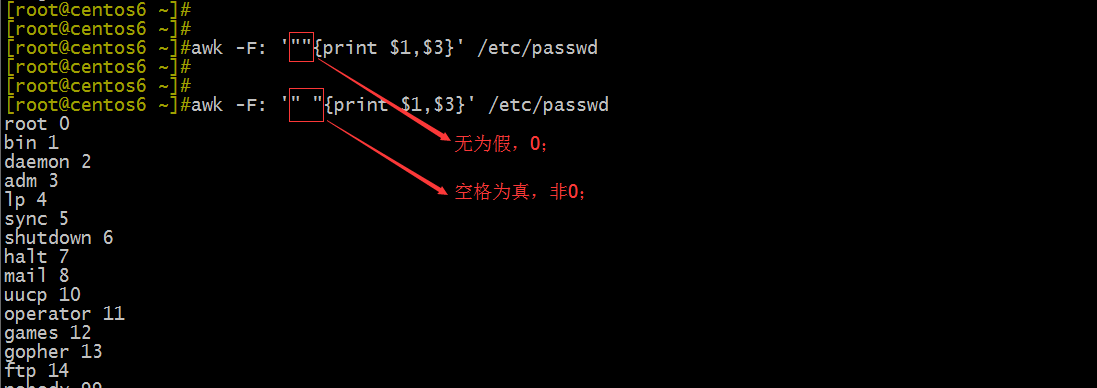 [root@centos6 ~]#
[root@centos6 ~]#
[root@centos6 ~]#awk -F: '""{print $1,$3}' /etc/passwd
[root@centos6 ~]#
[root@centos6 ~]#
[root@centos6 ~]#awk -F: '" "{print $1,$3}' /etc/passwd
root 0
bin 1
无为假，0；
daemon 2
adm 3
lp 4
空格为真，非0；
sync 5
shutdown 6
halt 7
mail 8
uucp 10
operator 11
games 12
gopher 13
ftp 14
nobody 99